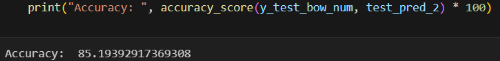 print("Accuracy: ", accuracy_score(y_test_bow_num, test_pred_2) * 100)
Accuracy:  85.19392917369308